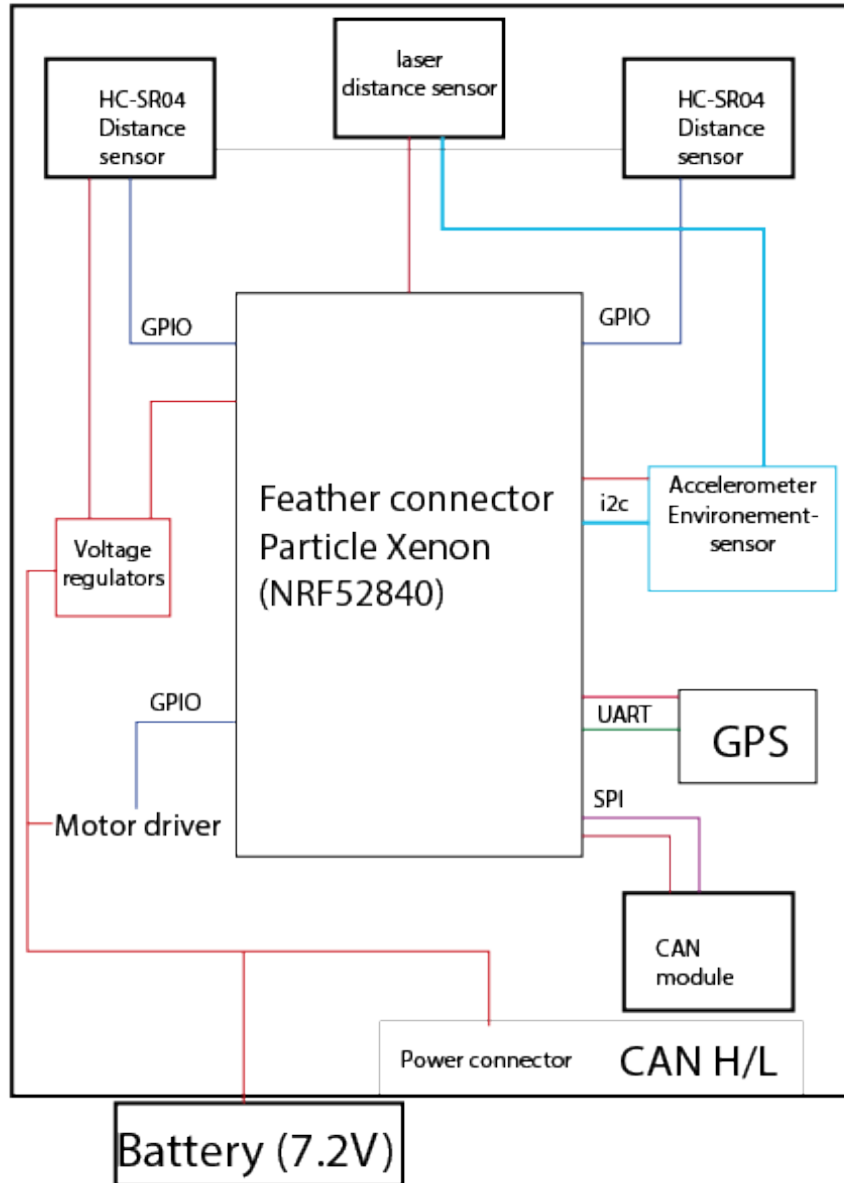 laser
distance sensor
HC-SR04
Distance
sensor
HC-SR04
Distance
sensor
GPIO
GPIO
Feather connector
Particle Xenon
(NRF52840)
i2c
Accelerometer
Environement-
sensor
Voltage
regulators
GPIO
Motor driver
UART
GPS
SPI
CAN
module
Power connector
CAN H/L
Battery (7.2V)